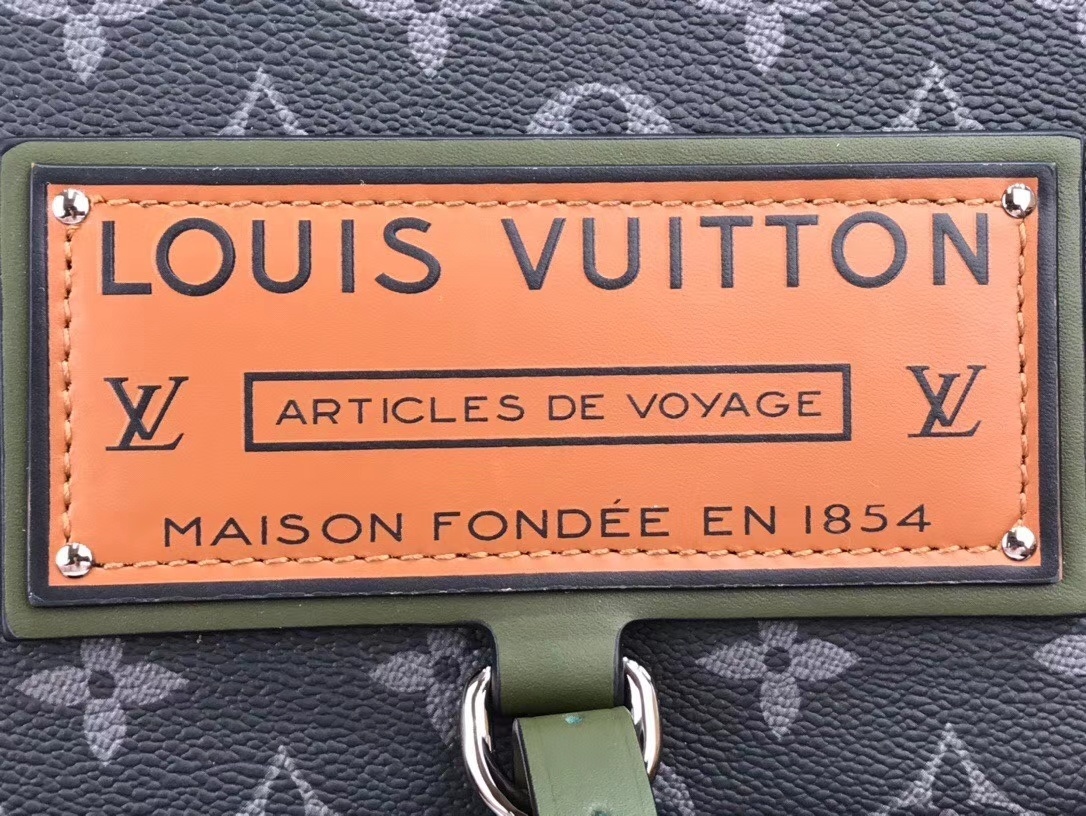 LOUIS VUITTON
LV ARTICLES DE VOYAGE LV
MAISON FONDÉE EN 1854